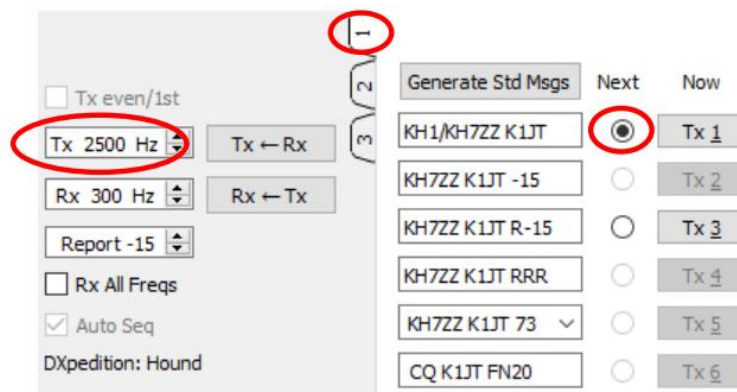 1
2
3
Tx even/1st
Tx 2500 Hz
Tx ← Rx
Rx 300 Hz
Rx ← Tx
Report -15
Rx All Freqs
Auto Seq
DXpedition: Hound
Generate Std Msgs Next Now
KH1/KH7ZZ K1JT Tx 1
KH7ZZ K1JT -15 Tx 2
KH7ZZ K1JT R-15 Tx 3
KH7ZZ K1JT RRR Tx 4
KH7ZZ K1JT 73 Tx 5
CQ K1JT FN20 Tx 6